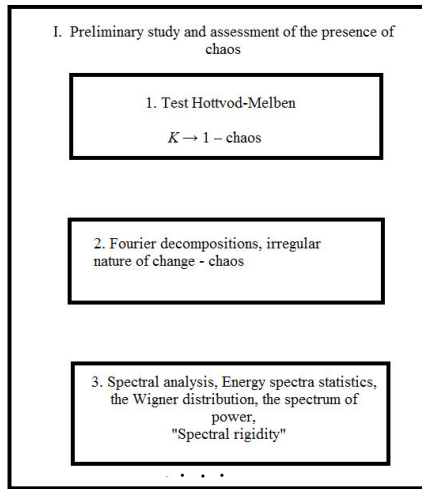 I. Preliminary study and assessment of the presence of
chaos
1. Test Hottvod-Melben
K → 1 – chaos
2. Fourier decompositions, irregular
nature of change - chaos
3. Spectral analysis, Energy spectra statistics,
the Wigner distribution, the spectrum of
power,
"Spectral rigidity"
. . . .